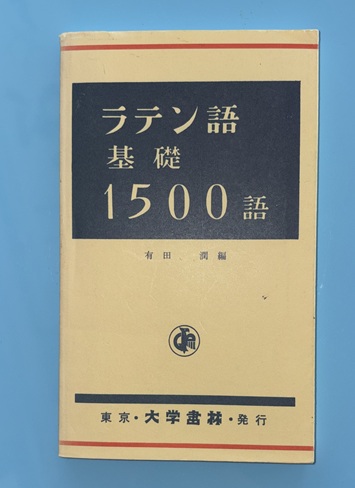 ラテン語
基礎
1500語
有田 潤編
東京・大学書林・発行